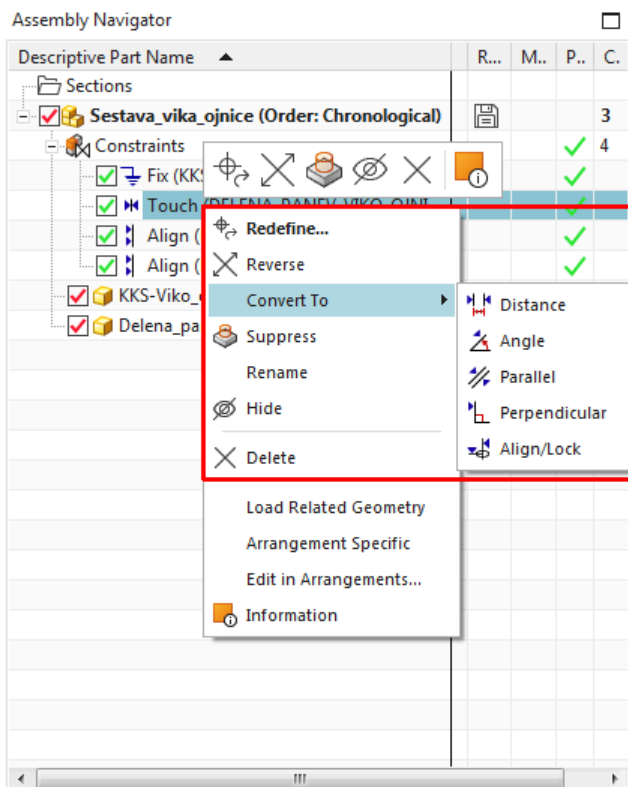 Assembly Navigator
Descriptive Part Name R... M.. P.. C.
Sections
Sestava_vika_ojnice (Order: Chronological) 3
Constraints 4
Fix (KKS
Touch (DELENA_PANEV, VIKO_OJNI
Align (
Align (
KKS-Viko_
Delena_pa
Redefine...
Reverse
Convert To
Suppress
Rename
Hide
Delete
Load Related Geometry
Arrangement Specific
Edit in Arrangements...
Information
Distance
Angle
Parallel
Perpendicular
Align/Lock